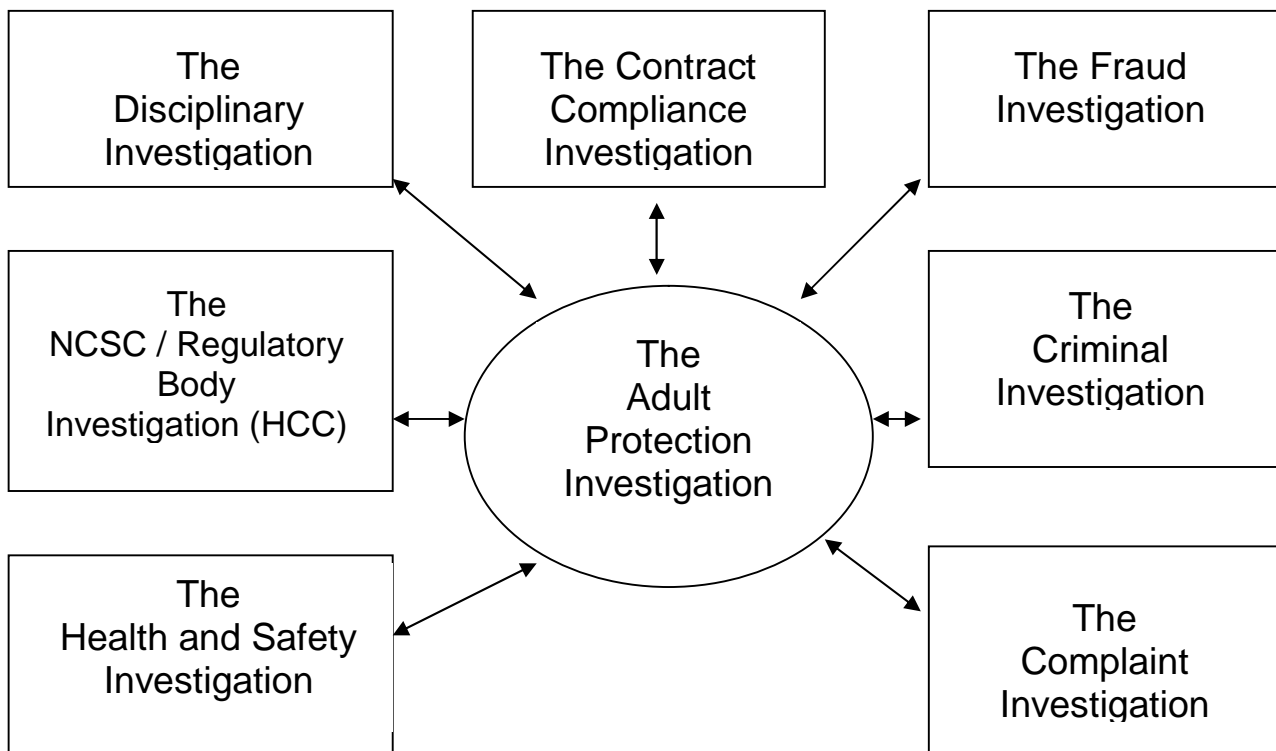 The
Disciplinary
Investigation
The Contract
Compliance
Investigation
The Fraud
Investigation
The
NCSC / Regulatory
Body
Investigation (HCC)
The
Adult
Protection
Investigation
The
Criminal
Investigation
The
Health and Safety
Investigation
The
Complaint
Investigation